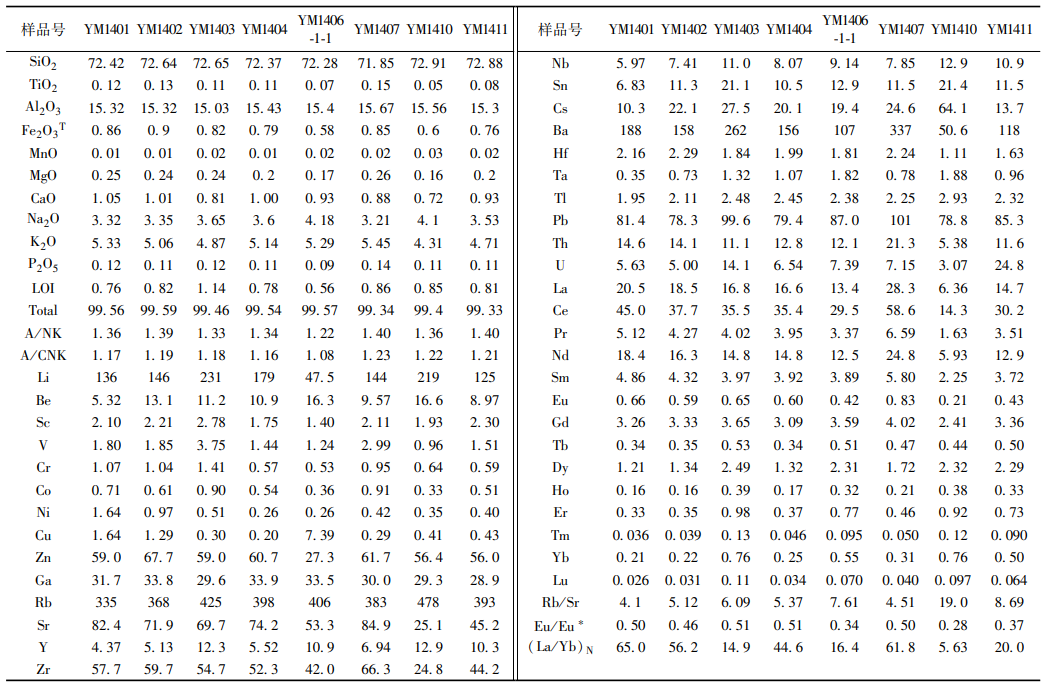 样品号 YM1401 YM1402 YM1403 YM1404 YM1406-1-1 YM1407 YM1410 YM1411
SiO₂ 72.42 72.64 72.65 72.37 72.28 71.85 72.91 72.88
TiO₂ 0.12 0.13 0.11 0.11 0.07 0.15 0.05 0.08
Al₂O₃ 15.32 15.32 15.03 15.43 15.4 15.67 15.56 15.3
Fe₂O₃ᵀ 0.86 0.9 0.82 0.79 0.58 0.85 0.6 0.76
MnO 0.01 0.01 0.02 0.01 0.02 0.02 0.03 0.02
MgO 0.25 0.24 0.24 0.2 0.17 0.26 0.16 0.2
CaO 1.05 1.01 0.81 1.00 0.93 0.88 0.72 0.93
Na₂O 3.32 3.35 3.65 3.6 4.18 3.21 4.1 3.53
K₂O 5.33 5.06 4.87 5.14 5.29 5.45 4.31 4.71
P₂O₅ 0.12 0.11 0.12 0.11 0.09 0.14 0.11 0.11
LOI 0.76 0.82 1.14 0.78 0.56 0.86 0.85 0.81
Total 99.56 99.59 99.46 99.54 99.57 99.34 99.4 99.33
A/NK 1.36 1.39 1.33 1.34 1.22 1.40 1.36 1.40
A/CNK 1.17 1.19 1.18 1.16 1.08 1.23 1.22 1.21
Li 136 146 231 179 47.5 144 219 125
Be 5.32 13.1 11.2 10.9 16.3 9.57 16.6 8.97
Sc 2.10 2.21 2.78 1.75 1.40 2.11 1.93 2.30
V 1.80 1.85 3.75 1.44 1.24 2.99 0.96 1.51
Cr 1.07 1.04 1.41 0.57 0.53 0.95 0.64 0.59
Co 0.71 0.61 0.90 0.54 0.36 0.91 0.33 0.51
Ni 1.64 0.97 0.51 0.26 0.26 0.42 0.35 0.40
Cu 1.64 1.29 0.30 0.20 7.39 0.29 0.41 0.43
Zn 59.0 67.7 59.0 60.7 27.3 61.7 56.4 56.0
Ga 31.7 33.8 29.6 33.9 33.5 30.0 29.3 28.9
Rb 335 368 425 398 406 383 478 393
Sr 82.4 71.9 69.7 74.2 53.3 84.9 25.1 45.2
Y 4.37 5.13 12.3 5.52 10.9 6.94 12.9 10.3
Zr 57.7 59.7 54.7 52.3 42.0 66.3 24.8 44.2
样品号 YM1401 YM1402 YM1403 YM1404 YM1406-1-1 YM1407 YM1410 YM1411
Nb 5.97 7.41 11.0 8.07 9.14 7.85 12.9 10.9
Sn 6.83 11.3 21.1 10.5 12.9 11.5 21.4 11.5
Cs 10.3 22.1 27.5 20.1 19.4 24.6 64.1 13.7
Ba 188 158 262 156 107 337 50.6 118
Hf 2.16 2.29 1.84 1.99 1.81 2.24 1.11 1.63
Ta 0.35 0.73 1.32 1.07 1.82 0.78 1.88 0.96
Tl 1.95 2.11 2.48 2.45 2.38 2.25 2.93 2.32
Pb 81.4 78.3 99.6 79.4 87.0 101 78.8 85.3
Th 14.6 14.1 11.1 12.8 12.1 21.3 5.38 11.6
U 5.63 5.00 14.1 6.54 7.39 7.15 3.07 24.8
La 20.5 18.5 16.8 16.6 13.4 28.3 6.36 14.7
Ce 45.0 37.7 35.5 35.4 29.5 58.6 14.3 30.2
Pr 5.12 4.27 4.02 3.95 3.37 6.59 1.63 3.51
Nd 18.4 16.3 14.8 14.8 12.5 24.8 5.93 12.9
Sm 4.86 4.32 3.97 3.92 3.89 5.80 2.25 3.72
Eu 0.66 0.59 0.65 0.60 0.42 0.83 0.21 0.43
Gd 3.26 3.33 3.65 3.09 3.59 4.02 2.41 3.36
Tb 0.34 0.35 0.53 0.34 0.51 0.47 0.44 0.50
Dy 1.21 1.34 2.49 1.32 2.31 1.72 2.32 2.29
Ho 0.16 0.16 0.39 0.17 0.32 0.21 0.38 0.33
Er 0.33 0.35 0.98 0.37 0.77 0.46 0.92 0.73
Tm 0.036 0.039 0.13 0.046 0.095 0.050 0.12 0.090
Yb 0.21 0.22 0.76 0.25 0.55 0.31 0.76 0.50
Lu 0.026 0.031 0.11 0.034 0.070 0.040 0.097 0.064
Rb/Sr 4.1 5.12 6.09 5.37 7.61 4.51 19.0 8.69
Eu/Eu* 0.50 0.46 0.51 0.51 0.34 0.50 0.28 0.37
(La/Yb)N 65.0 56.2 14.9 44.6 16.4 61.8 5.63 20.0